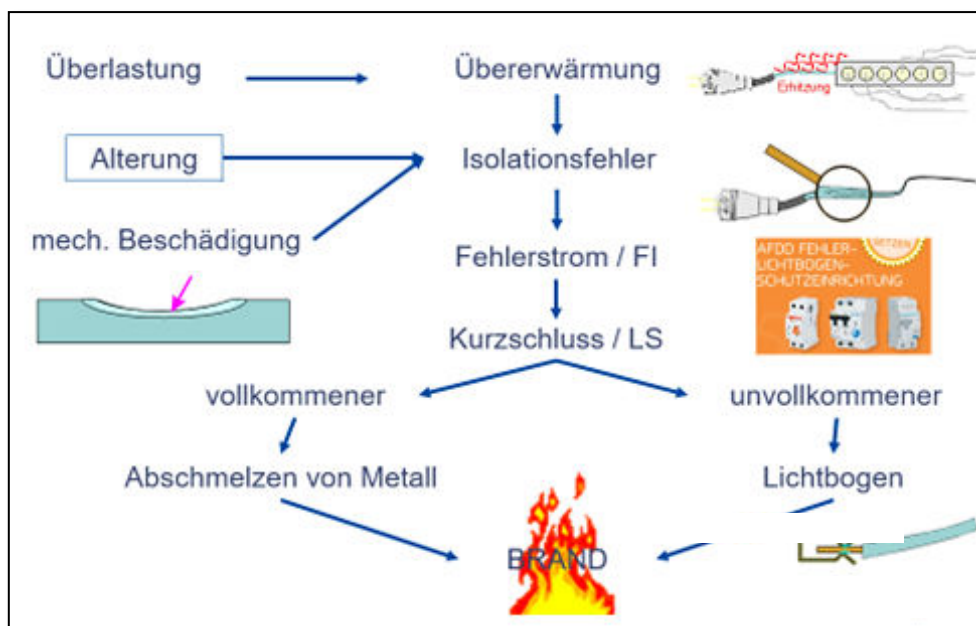 Überlastung
Übererwärmung
Erhitzung
Alterung
Isolationsfehler
mech. Beschädigung
Fehlerstrom / FI
AFDD FEHLER-
LICHTBOGEN-
SCHUTZEINRICHTUNG
Kurzschluss / LS
vollkommener
unvollkommener
Abschmelzen von Metall
Lichtbogen
BRAND